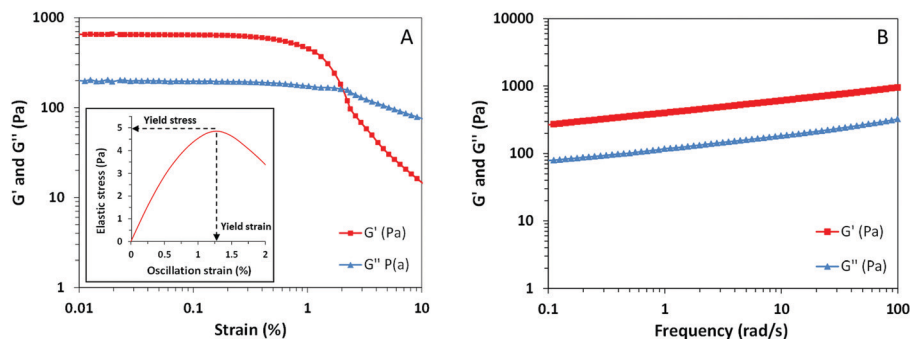 A
1000
100
10
1
G' and G'' (Pa)
0.01 0.1 1 10
Strain (%)
G' (Pa)
G'' P(a)
Yield stress
Yield strain
5
4
3
2
1
0
Elastic stress (Pa)
0 0.5 1 1.5 2
Oscillation strain (%)
B
10000
1000
100
10
1
G' and G'' (Pa)
0.1 1 10 100
Frequency (rad/s)
G' (Pa)
G'' (Pa)